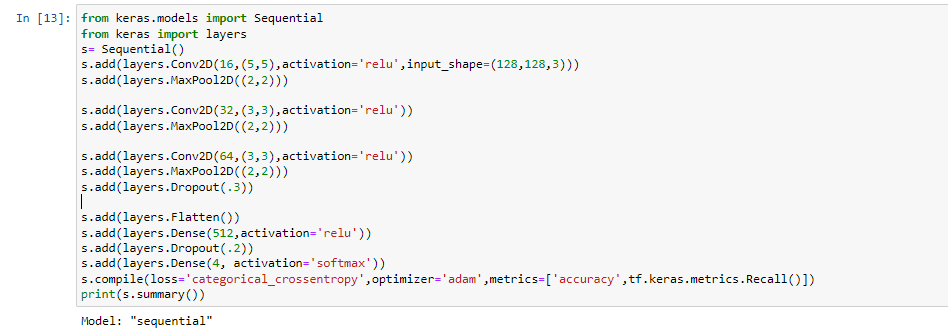 In [13]: from keras.models import Sequential
from keras import layers
s= Sequential()
s.add(layers.Conv2D(16,(5,5),activation='relu',input_shape=(128,128,3)))
s.add(layers.MaxPool2D((2,2)))
s.add(layers.Conv2D(32,(3,3),activation='relu'))
s.add(layers.MaxPool2D((2,2)))
s.add(layers.Conv2D(64,(3,3),activation='relu'))
s.add(layers.MaxPool2D((2,2)))
s.add(layers.Dropout(.3))
s.add(layers.Flatten())
s.add(layers.Dense(512,activation='relu'))
s.add(layers.Dropout(.2))
s.add(layers.Dense(4, activation='softmax'))
s.compile(loss='categorical_crossentropy',optimizer='adam',metrics=['accuracy',tf.keras.metrics.Recall()])
print(s.summary())
Model: "sequential"